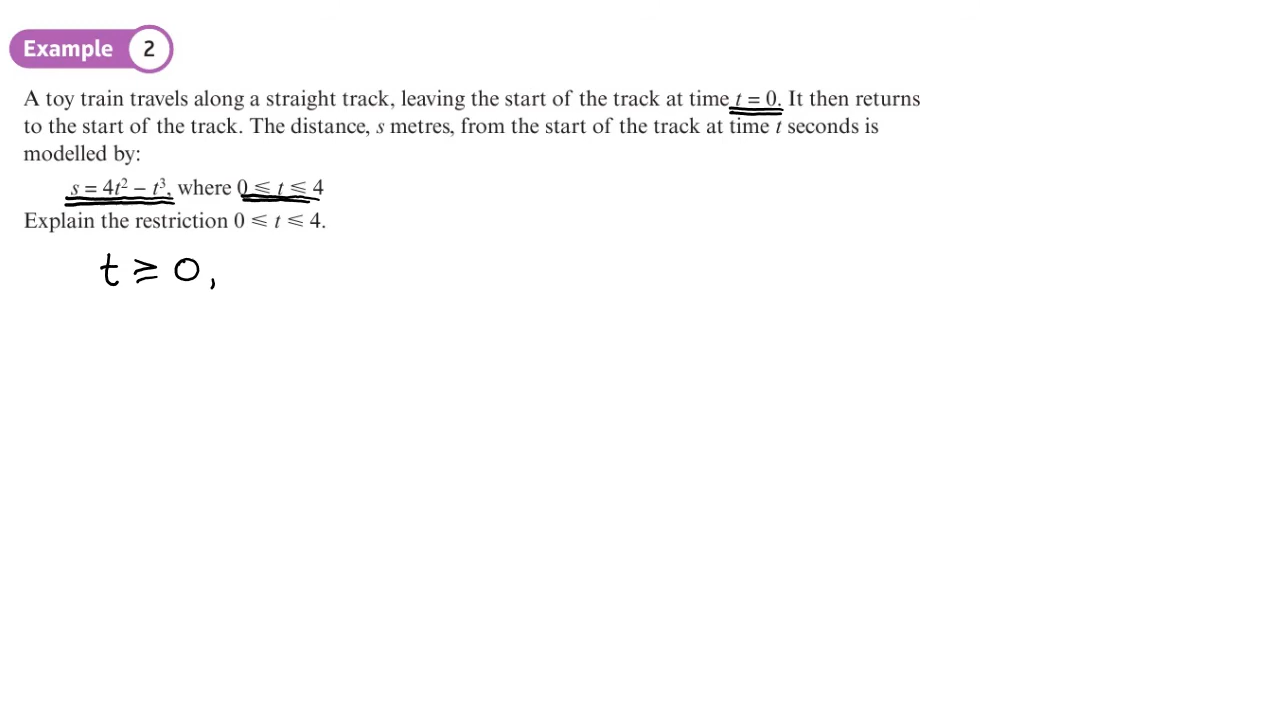 Example 2
A toy train travels along a straight track, leaving the start of the track at time t = 0. It then returns
to the start of the track. The distance, s metres, from the start of the track at time t seconds is
modelled by:
s = 4t² – t³, where 0 ⩽ t ⩽ 4
Explain the restriction 0 ⩽ t ⩽ 4.
t ⩾ 0,